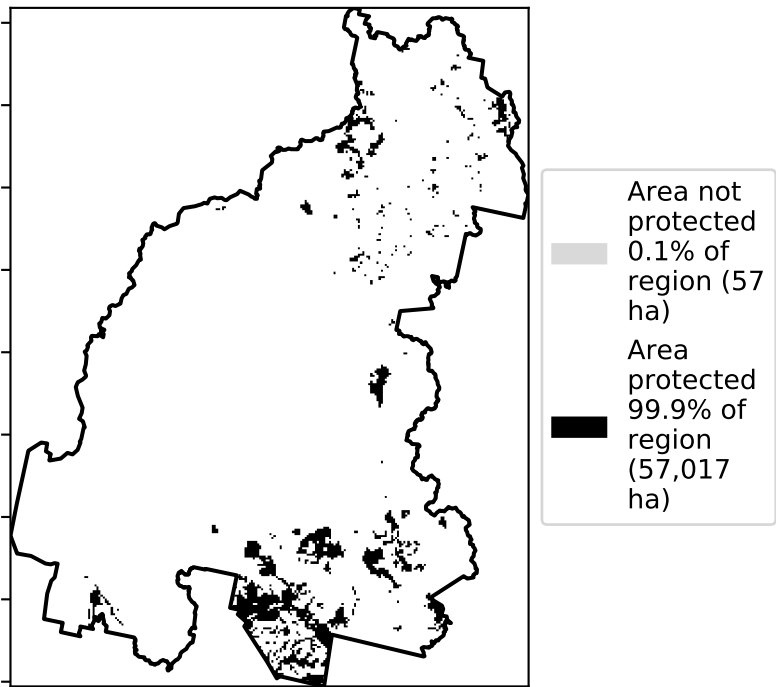 Area not
protected
0.1% of
region (57
ha)
Area
protected
99.9% of
region
(57,017
ha)